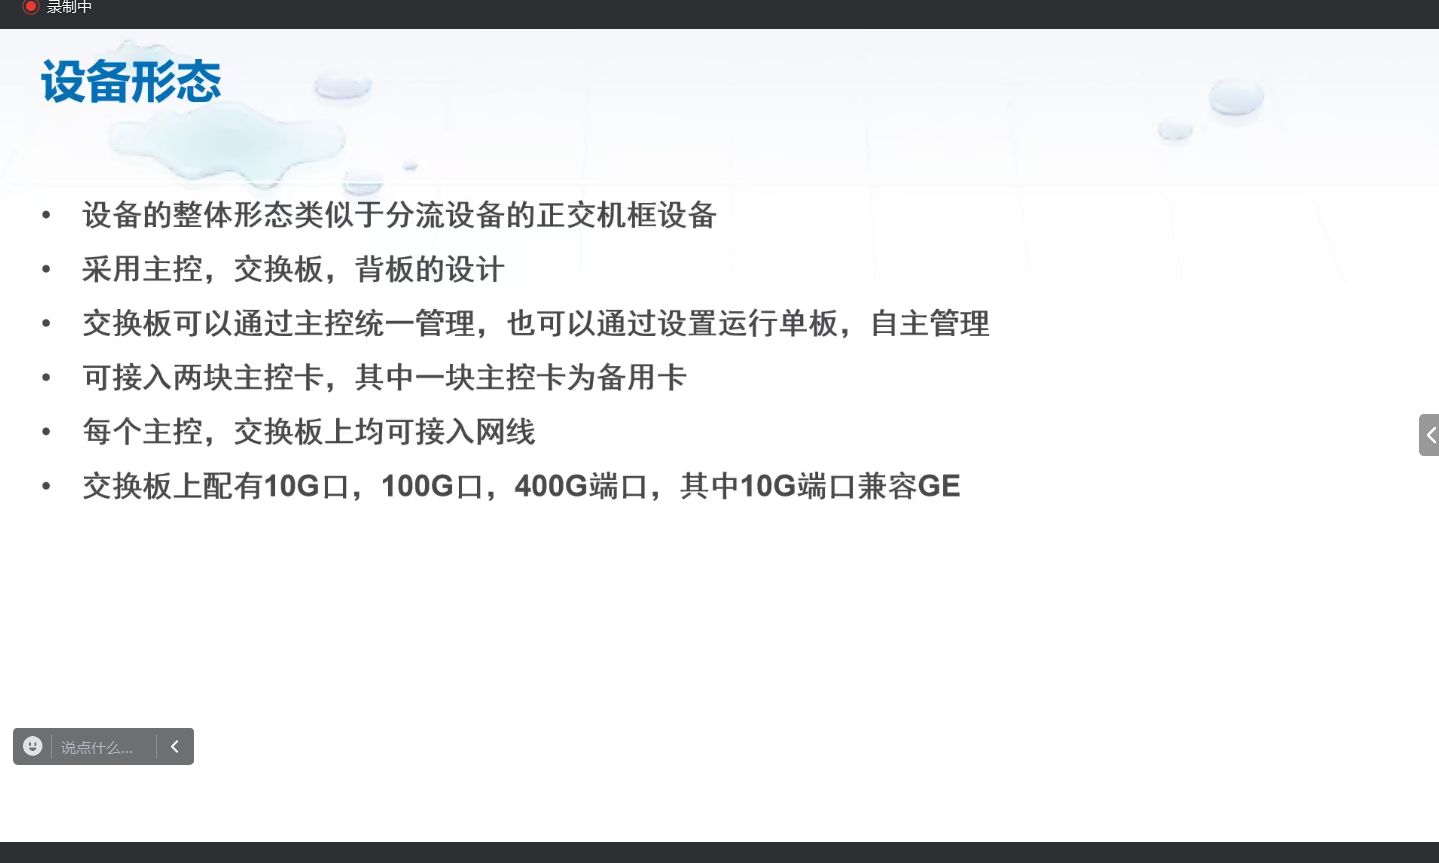 录制中
设备形态
• 设备的整体形态类似于分流设备的正交机框设备
• 采用主控，交换板，背板的设计
• 交换板可以通过主控统一管理，也可以通过设置运行单板，自主管理
• 可接入两块主控卡，其中一块主控卡为备用卡
• 每个主控，交换板上均可接入网线
• 交换板上配有10G口，100G口，400G端口，其中10G端口兼容GE
说点什么...